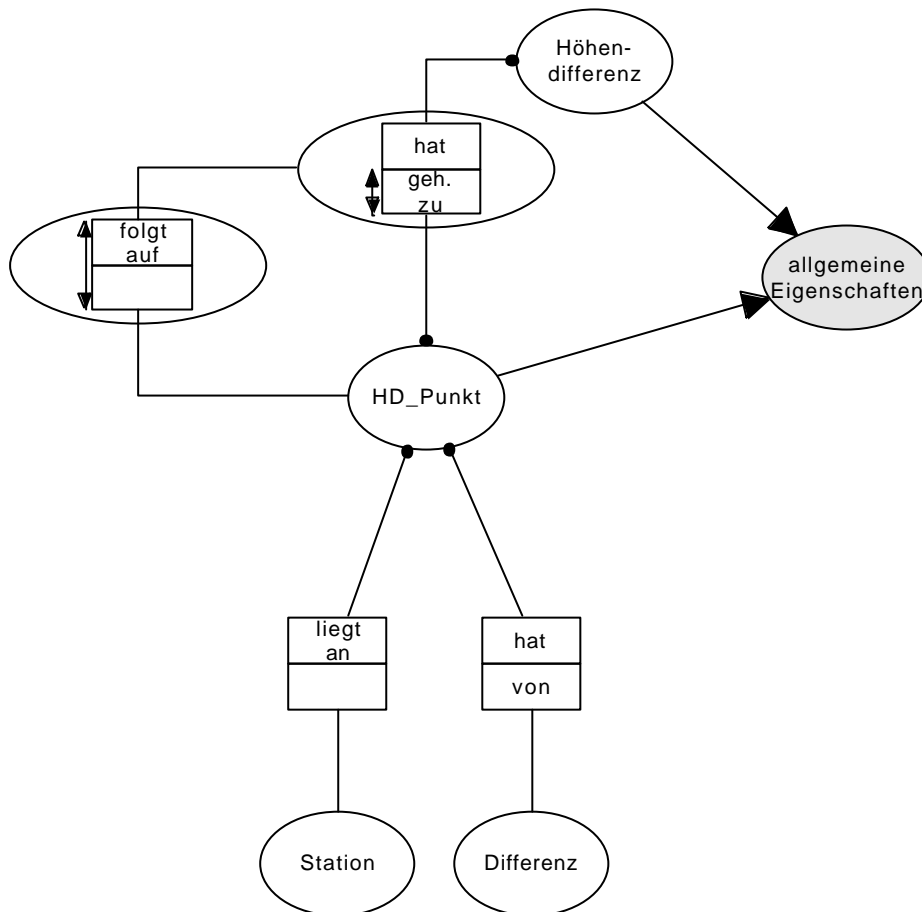 Höhen-
differenz
hat
geh.
zu
folgt
auf
allgemeine
Eigenschaften
HD_Punkt
liegt
an
hat
von
Station
Differenz